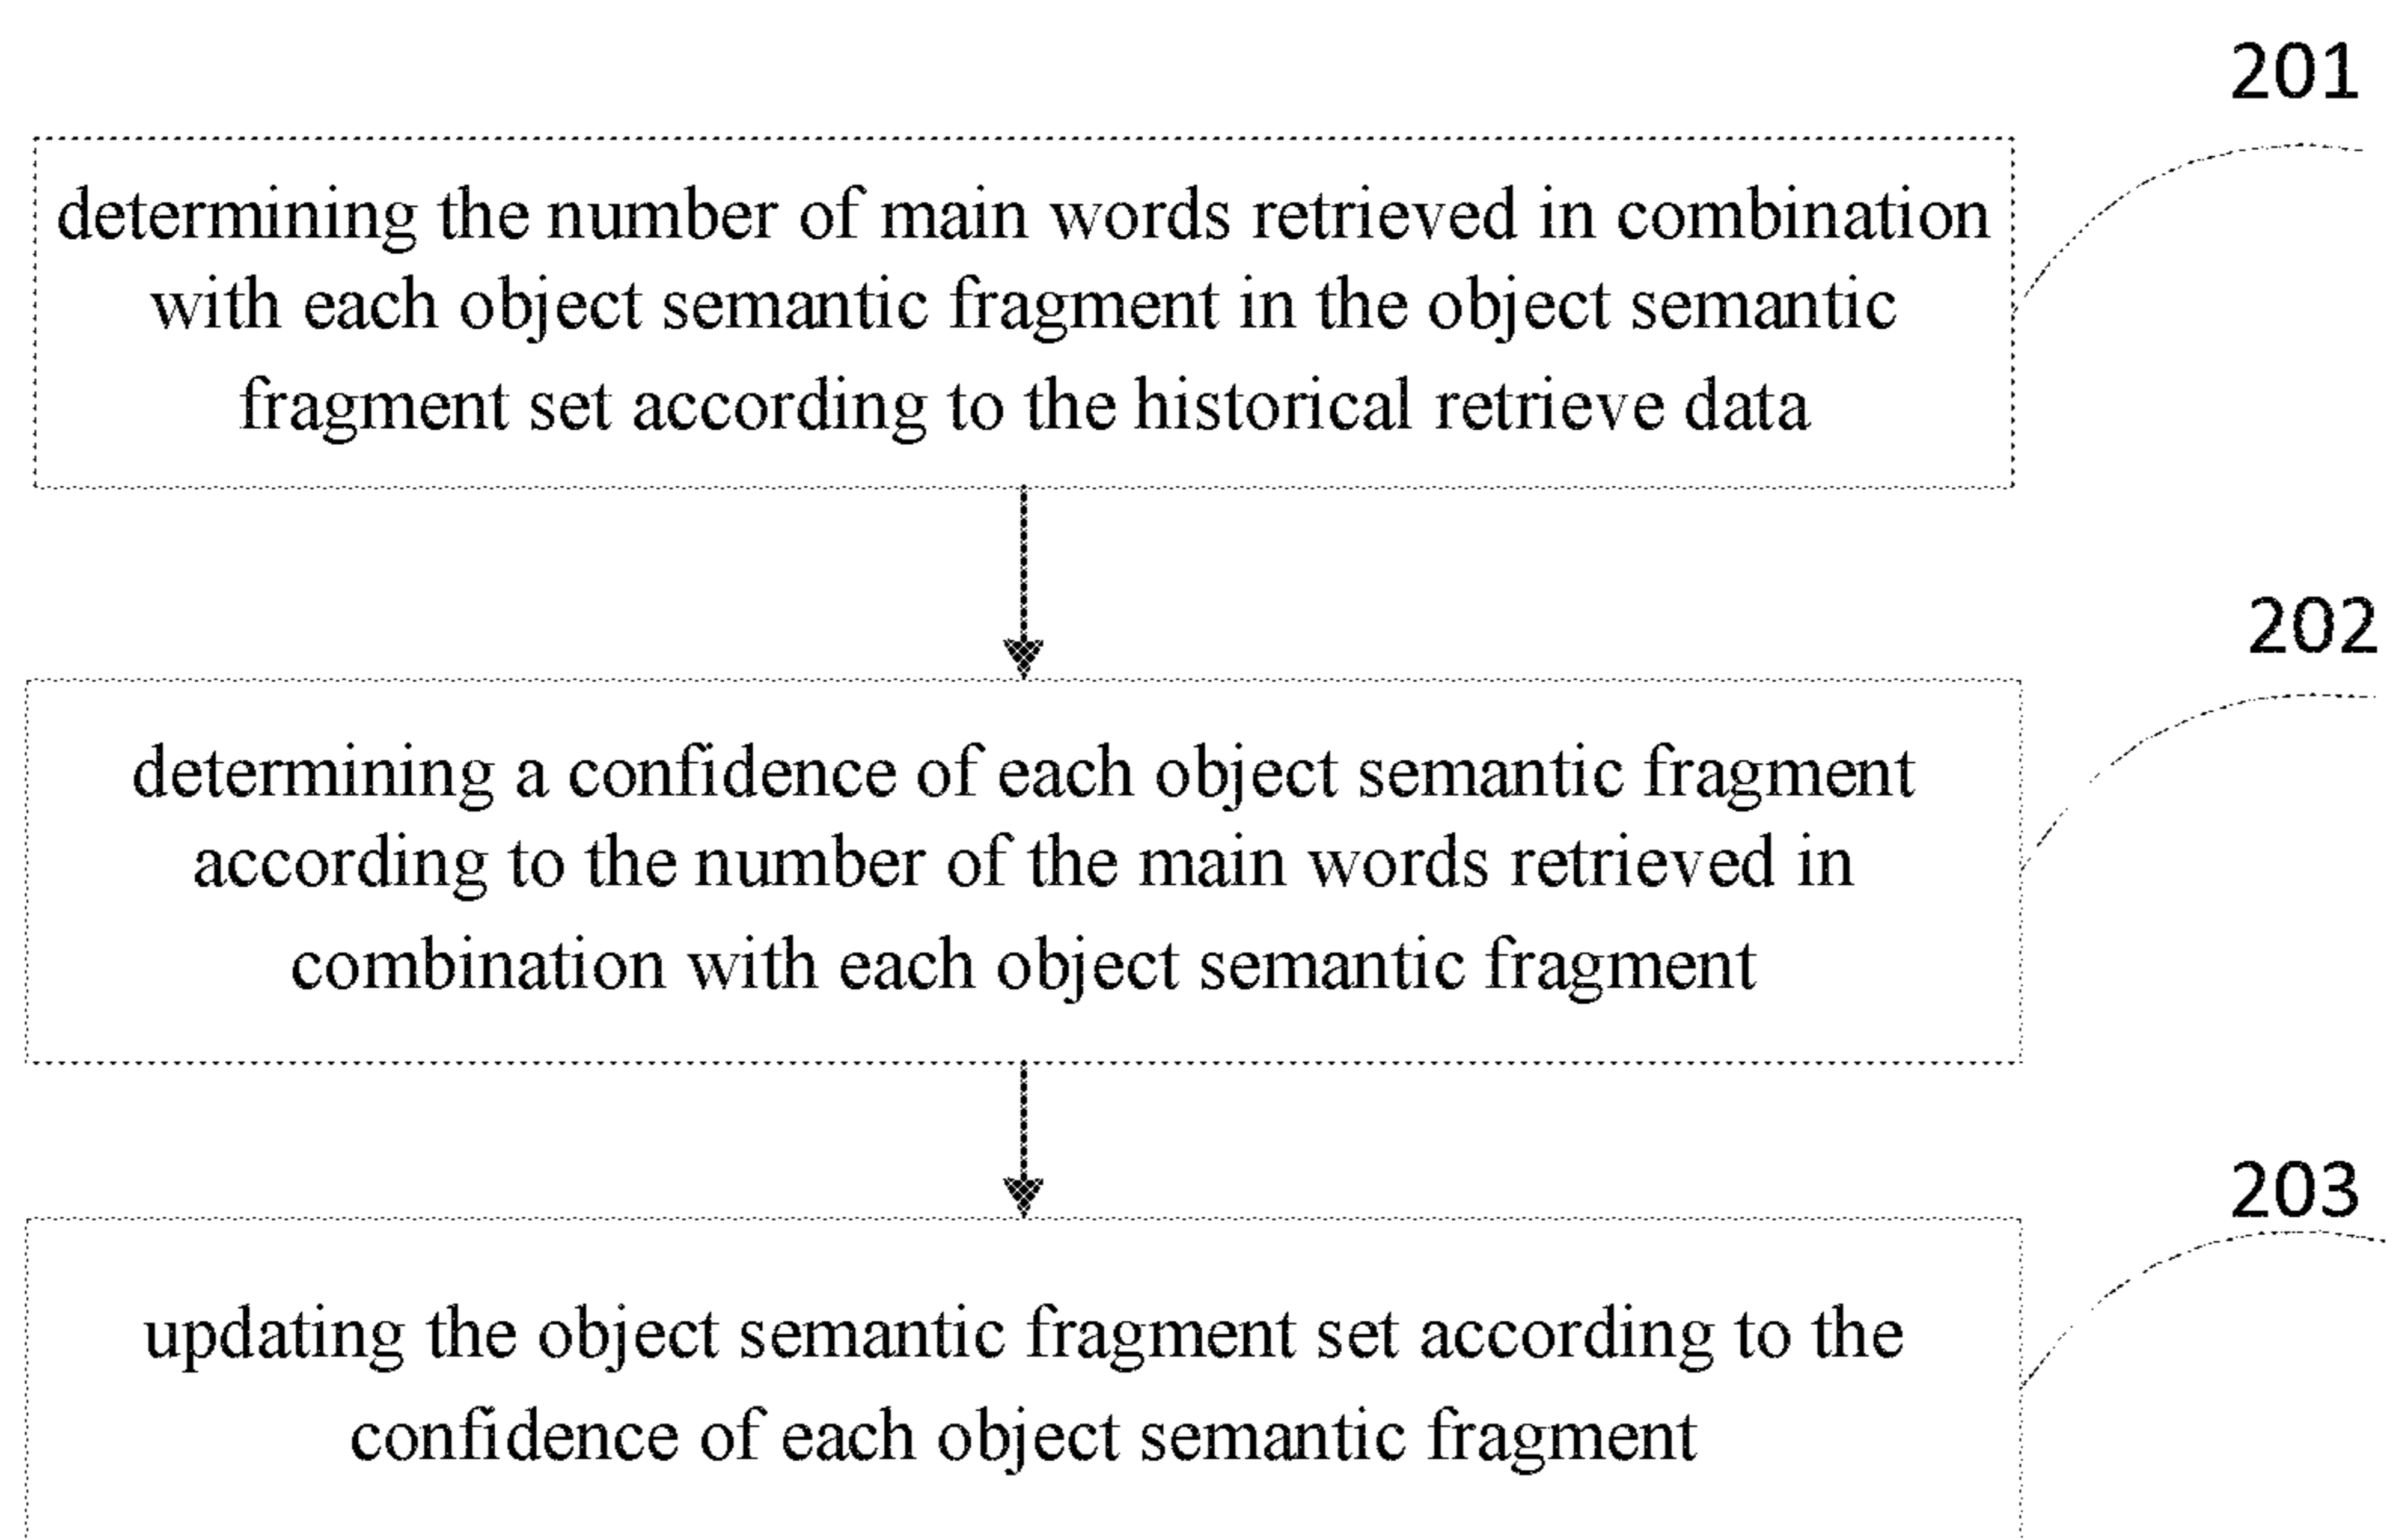 201
determining the number of main words retrieved in combination
with each object semantic fragment in the object semantic
fragment set according to the historical retrieve data
202
determining a confidence of each object semantic fragment
according to the number of the main words retrieved in
combination with each object semantic fragment
203
updating the object semantic fragment set according to the
confidence of each object semantic fragment